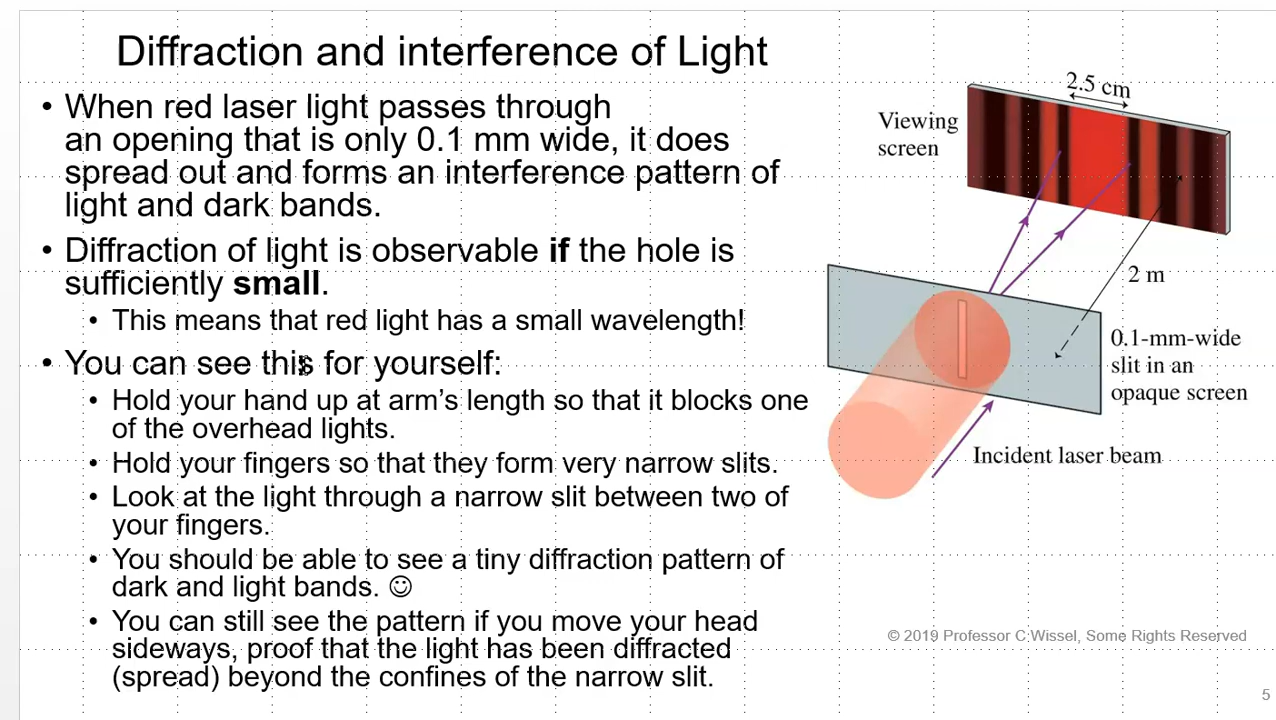 Diffraction and interference of Light
• When red laser light passes through
an opening that is only 0.1 mm wide, it does
spread out and forms an interference pattern of
light and dark bands.
• Diffraction of light is observable if the hole is
sufficiently small.
• This means that red light has a small wavelength!
• You can see this for yourself:
• Hold your hand up at arm’s length so that it blocks one
of the overhead lights.
• Hold your fingers so that they form very narrow slits.
• Look at the light through a narrow slit between two of
your fingers.
• You should be able to see a tiny diffraction pattern of
dark and light bands. ☺
• You can still see the pattern if you move your head
sideways, proof that the light has been diffracted
(spread) beyond the confines of the narrow slit.
2.5 cm
Viewing
screen
2 m
0.1-mm-wide
slit in an
opaque screen
Incident laser beam
© 2019 Professor C Wissel, Some Rights Reserved
5